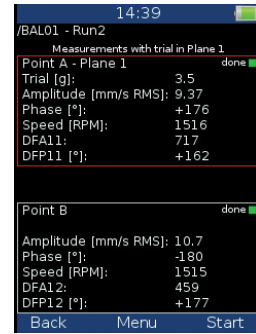 14:39
/BAL01 - Run2
Measurements with trial in Plane 1
Point A - Plane 1 done
Trial [g]: 3.5
Amplitude [mm/s RMS]: 9.37
Phase [°]: +176
Speed [RPM]: 1516
DFA11: 717
DFP11 [°]: +162
Point B done
Amplitude [mm/s RMS]: 10.7
Phase [°]: -180
Speed [RPM]: 1515
DFA12: 459
DFP12 [°]: +177
Back Menu Start